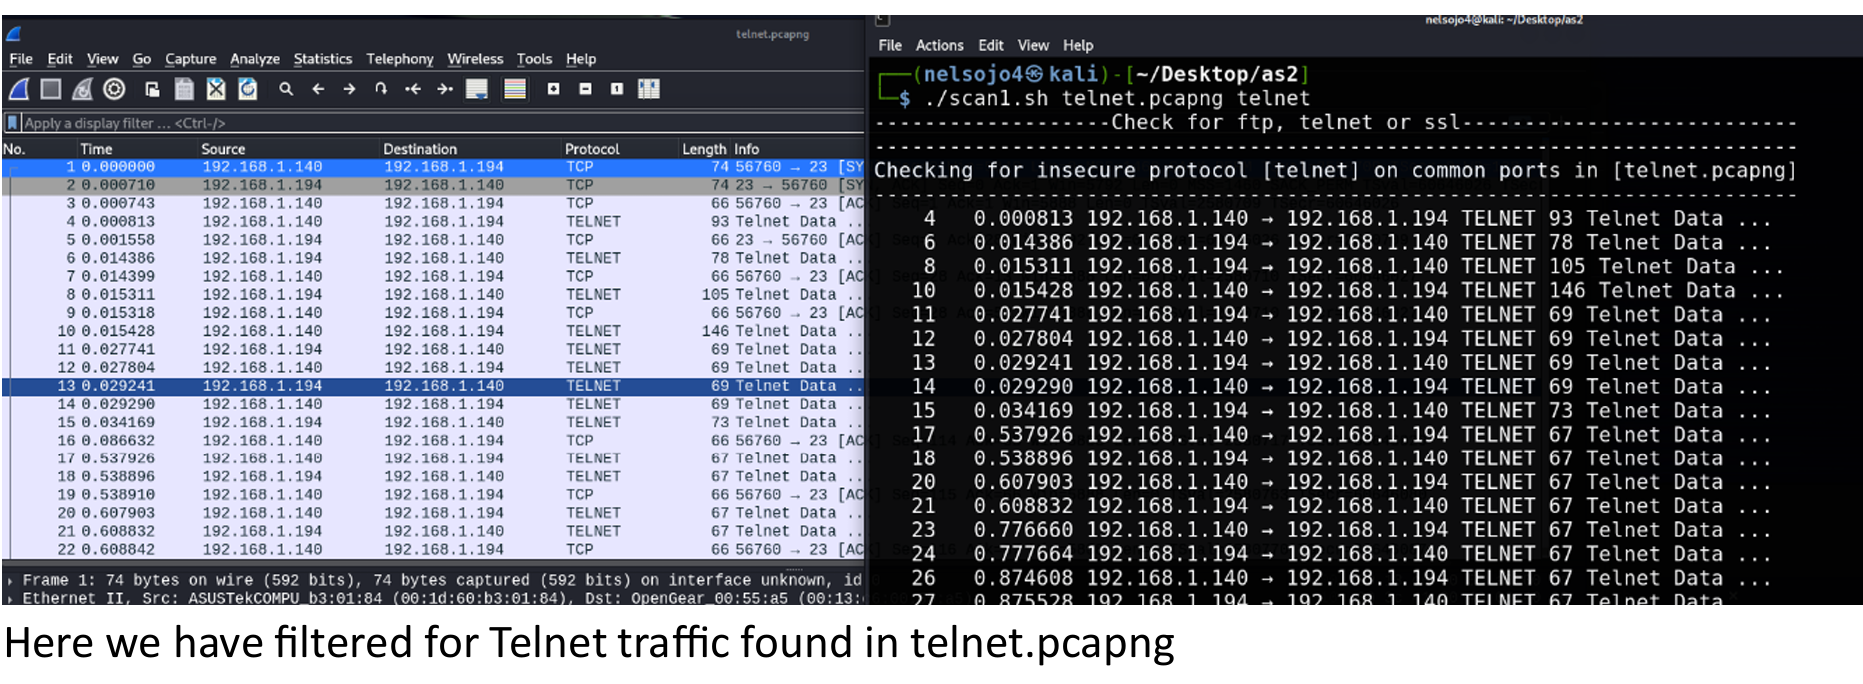 telnet.pcapng
File Edit View Go Capture Analyze Statistics Telephony Wireless Tools Help
Apply a display filter ... <Ctrl-/>
No. Time Source Destination Protocol Length Info
1 0.000000 192.168.1.140 192.168.1.194 TCP 74 56760 → 23 [SY
2 0.000710 192.168.1.194 192.168.1.140 TCP 74 23 → 56760 [SY
3 0.000743 192.168.1.140 192.168.1.194 TCP 66 56760 → 23 [AC
4 0.000813 192.168.1.140 192.168.1.194 TELNET 93 Telnet Data ..
5 0.001558 192.168.1.194 192.168.1.140 TCP 66 23 → 56760 [AC
6 0.014386 192.168.1.194 192.168.1.140 TELNET 78 Telnet Data ..
7 0.014399 192.168.1.140 192.168.1.194 TCP 66 56760 → 23 [AC
8 0.015311 192.168.1.194 192.168.1.140 TELNET 105 Telnet Data ..
9 0.015318 192.168.1.140 192.168.1.194 TCP 66 56760 → 23 [AC
10 0.015428 192.168.1.140 192.168.1.194 TELNET 146 Telnet Data ..
11 0.027741 192.168.1.194 192.168.1.140 TELNET 69 Telnet Data ..
12 0.027804 192.168.1.140 192.168.1.194 TELNET 69 Telnet Data ..
13 0.029241 192.168.1.194 192.168.1.140 TELNET 69 Telnet Data ..
14 0.029290 192.168.1.140 192.168.1.194 TELNET 69 Telnet Data ..
15 0.034169 192.168.1.194 192.168.1.140 TELNET 73 Telnet Data ..
16 0.086632 192.168.1.140 192.168.1.194 TCP 66 56760 → 23 [AC
17 0.537926 192.168.1.140 192.168.1.194 TELNET 67 Telnet Data ..
18 0.538896 192.168.1.194 192.168.1.140 TELNET 67 Telnet Data ..
19 0.538910 192.168.1.140 192.168.1.194 TCP 66 56760 → 23 [AC
20 0.607903 192.168.1.140 192.168.1.194 TELNET 67 Telnet Data ..
21 0.608832 192.168.1.194 192.168.1.140 TELNET 67 Telnet Data ..
22 0.608842 192.168.1.140 192.168.1.194 TCP 66 56760 → 23 [AC
Frame 1: 74 bytes on wire (592 bits), 74 bytes captured (592 bits) on interface unknown, id
Ethernet II, Src: ASUSTekCOMPU_b3:01:84 (00:1d:60:b3:01:84), Dst: OpenGear_00:55:a5 (00:13:
nelsojo4@kali: ~/Desktop/as2
File Actions Edit View Help
(nelsojo4㉿kali)-[~/Desktop/as2]
$ ./scan1.sh telnet.pcapng telnet
-------------------Check for ftp, telnet or ssl---------------------------
--------------------------------------------------------------------------
Checking for insecure protocol [telnet] on common ports in [telnet.pcapng]
--------------------------------------------------------------------------
4 0.000813 192.168.1.140 → 192.168.1.194 TELNET 93 Telnet Data ...
6 0.014386 192.168.1.194 → 192.168.1.140 TELNET 78 Telnet Data ...
8 0.015311 192.168.1.194 → 192.168.1.140 TELNET 105 Telnet Data ...
10 0.015428 192.168.1.140 → 192.168.1.194 TELNET 146 Telnet Data ...
11 0.027741 192.168.1.194 → 192.168.1.140 TELNET 69 Telnet Data ...
12 0.027804 192.168.1.140 → 192.168.1.194 TELNET 69 Telnet Data ...
13 0.029241 192.168.1.194 → 192.168.1.140 TELNET 69 Telnet Data ...
14 0.029290 192.168.1.140 → 192.168.1.194 TELNET 69 Telnet Data ...
15 0.034169 192.168.1.194 → 192.168.1.140 TELNET 73 Telnet Data ...
17 0.537926 192.168.1.140 → 192.168.1.194 TELNET 67 Telnet Data ...
18 0.538896 192.168.1.194 → 192.168.1.140 TELNET 67 Telnet Data ...
20 0.607903 192.168.1.140 → 192.168.1.194 TELNET 67 Telnet Data ...
21 0.608832 192.168.1.194 → 192.168.1.140 TELNET 67 Telnet Data ...
23 0.776660 192.168.1.140 → 192.168.1.194 TELNET 67 Telnet Data ...
24 0.777664 192.168.1.194 → 192.168.1.140 TELNET 67 Telnet Data ...
26 0.874608 192.168.1.140 → 192.168.1.194 TELNET 67 Telnet Data ...
27 0.875528 192.168.1.194 → 192.168.1.140 TELNET 67 Telnet Data ...
Here we have filtered for Telnet traffic found in telnet.pcapng